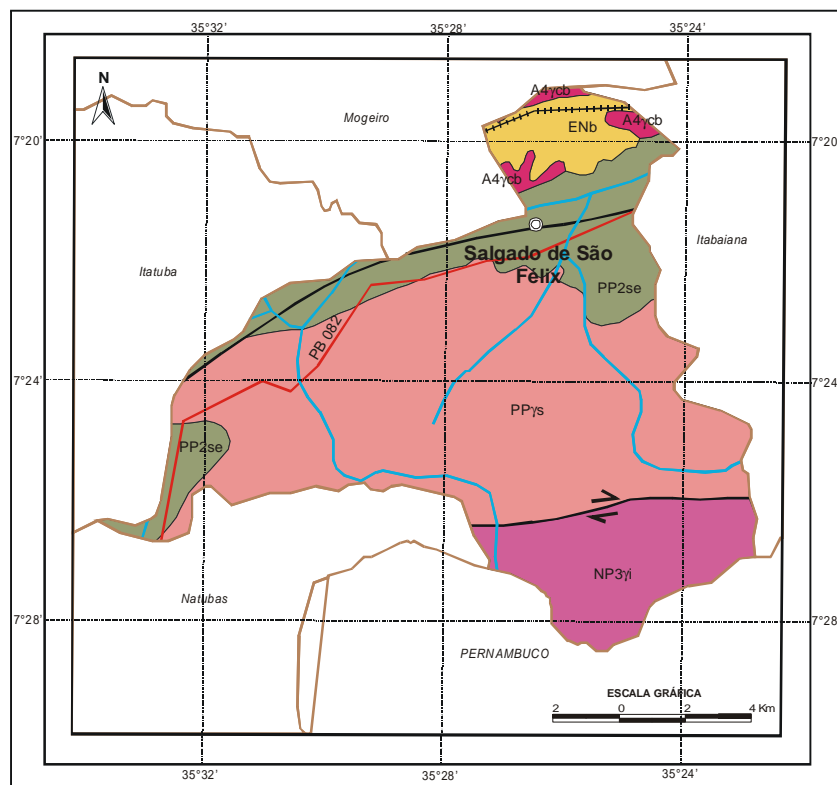 35°32' 35°28' 35°24'
N
A4γcb
Mogeiro
A4γcb
ENb
7°20' 7°20'
A4γcb
Itatuba
Salgado de São
Félix
Itabaiana
PP2se
PB 082
7°24' 7°24'
PPγs
PP2se
NP3γi
Natubas
7°28' 7°28'
PERNAMBUCO
ESCALA GRÁFICA
2 0 2 4 Km
35°32' 35°28' 35°24'